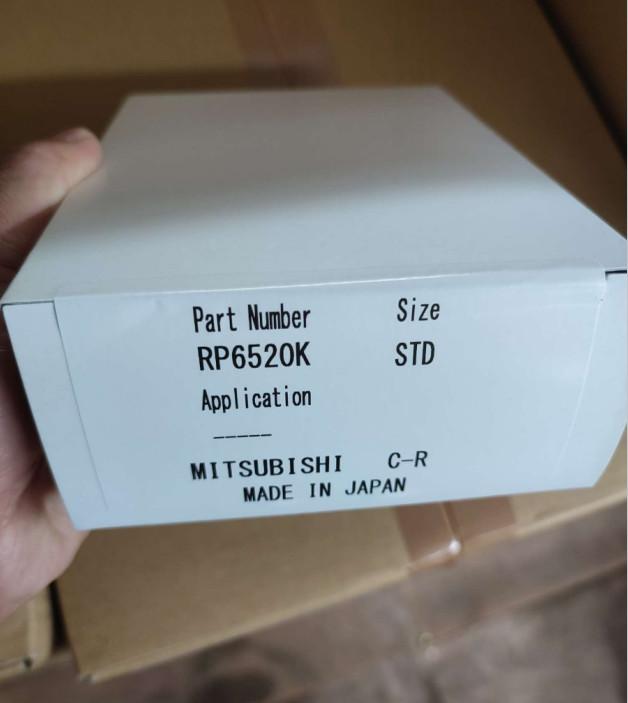 Part Number Size
RP6520K STD
Application
-----
MITSUBISHI C-R
MADE IN JAPAN